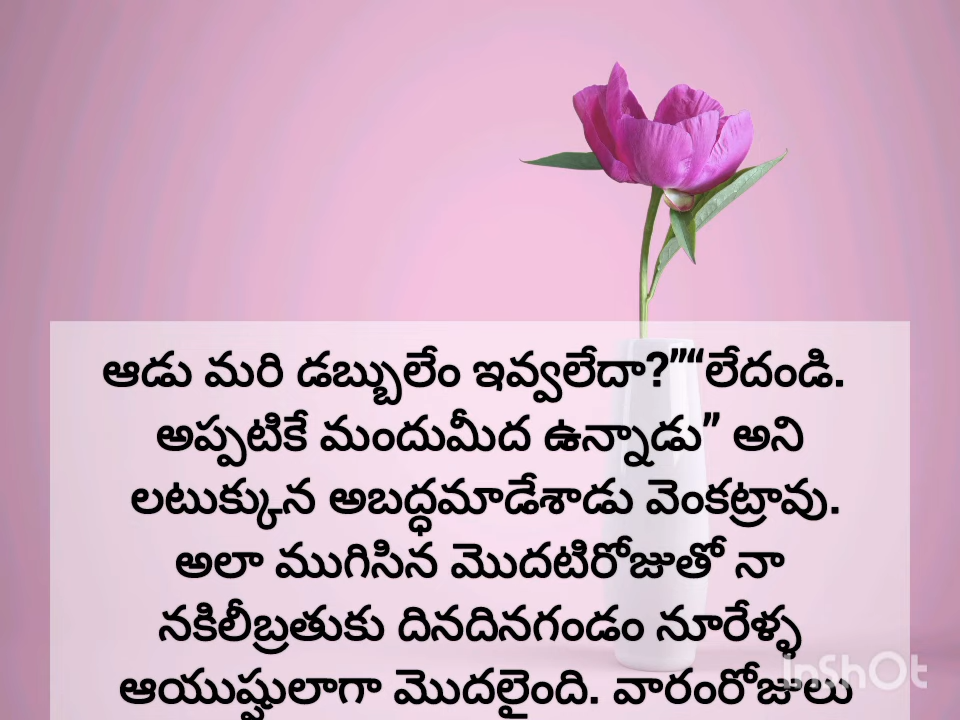 ఆడు మరి డబ్బులేం ఇవ్వలేదా?”“లేదండి.
అప్పటికే మందుమీద ఉన్నాడు” అని
లటుక్కున అబద్ధమాడేశాడు వెంకట్రావు.
అలా ముగిసిన మొదటిరోజుతో నా
నకిలీబ్రతుకు దినదినగండం నూరేళ్ళ
ఆయుష్షులాగా మొదలైంది. వారంరోజులు
InShOt